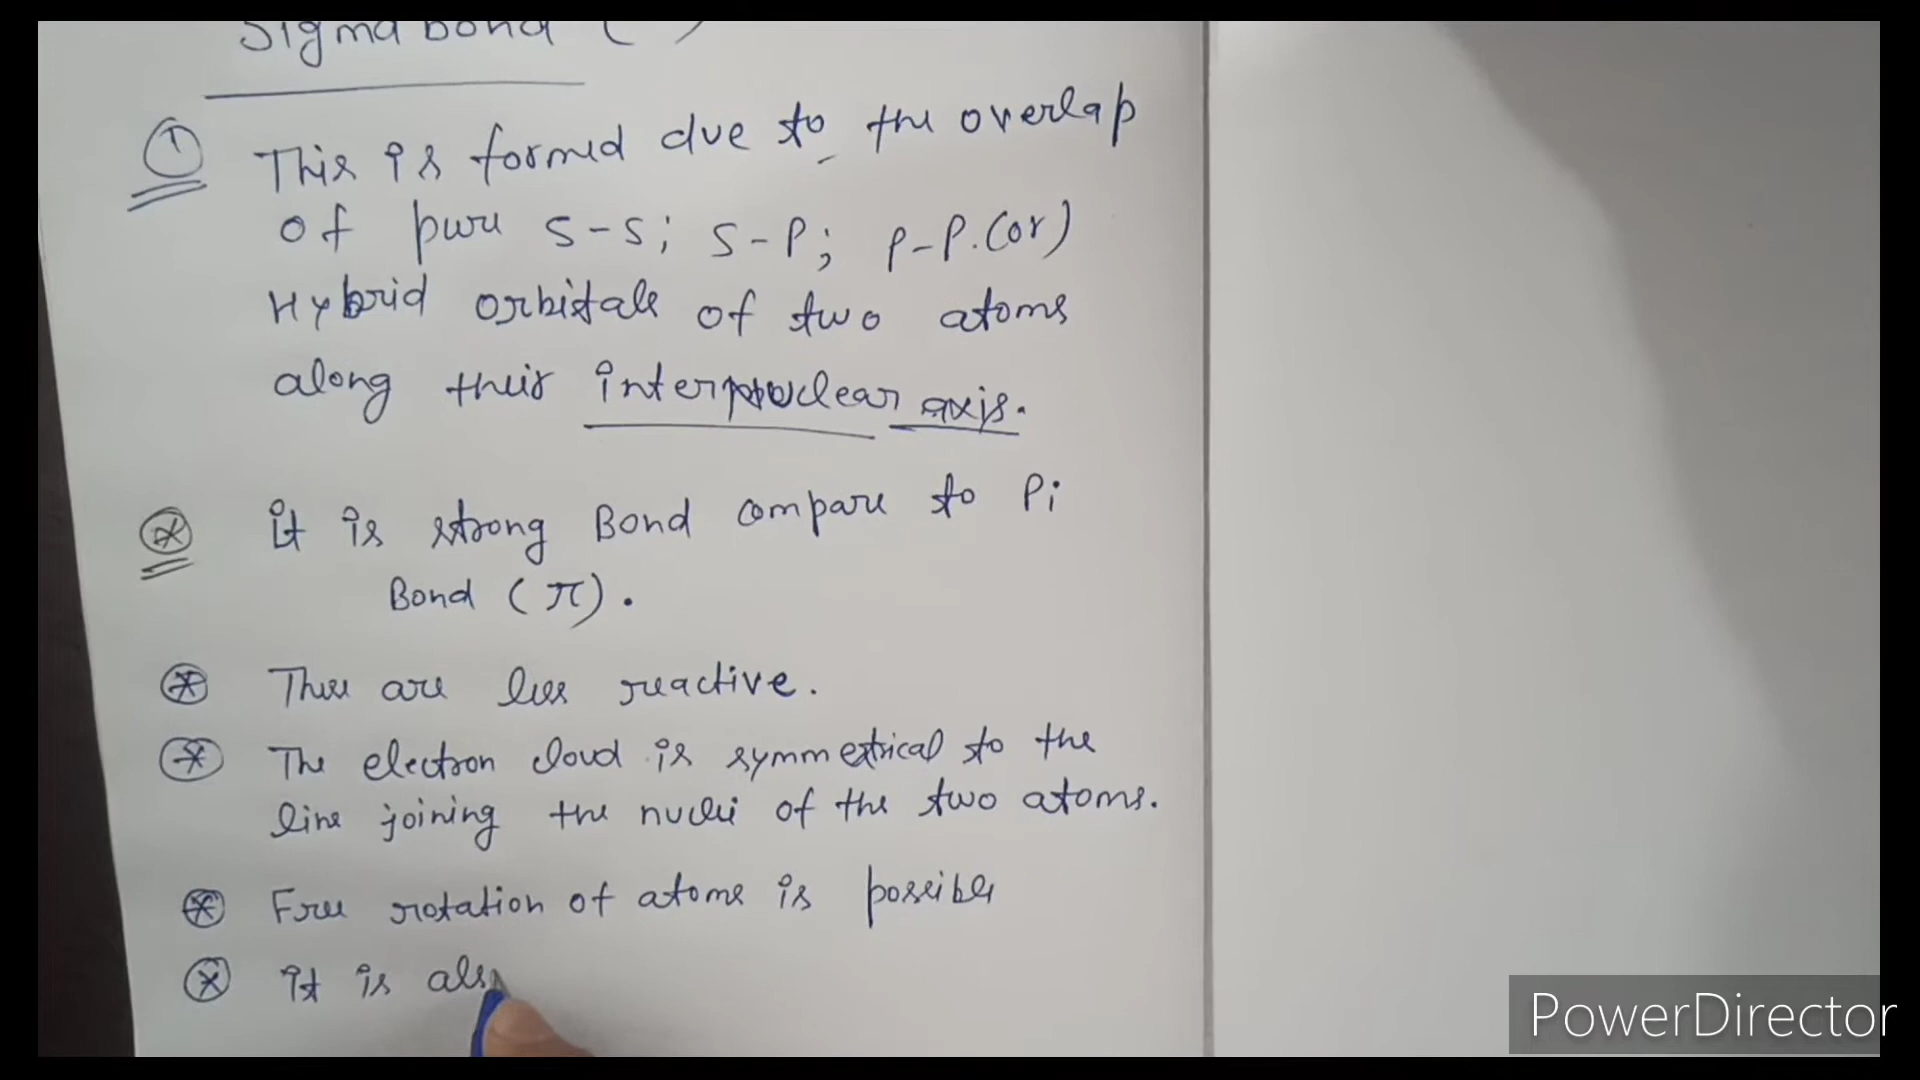 Sigma bond ( )
① This is formed due to the overlap
of pure s-s; s-p; p-p.(or)
Hybrid orbitals of two atoms
along their internuclear axis.
It is strong Bond compare to Pi
Bond (π).
These are less reactive.
The electron cloud is symmetrical to the
line joining the nuclei of the two atoms.
Free rotation of atoms is possible
it is als
PowerDirector